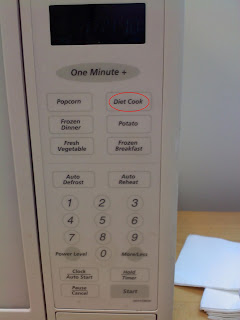 One Minute +
Popcorn Diet Cook
Frozen Dinner Potato
Fresh Vegetable Frozen Breakfast
Auto Defrost Auto Reheat
1 2 3
4 5 6
7 8 9
Power Level 0 More/Less
Clock Auto Start Hold Timer
Pause Cancel Start